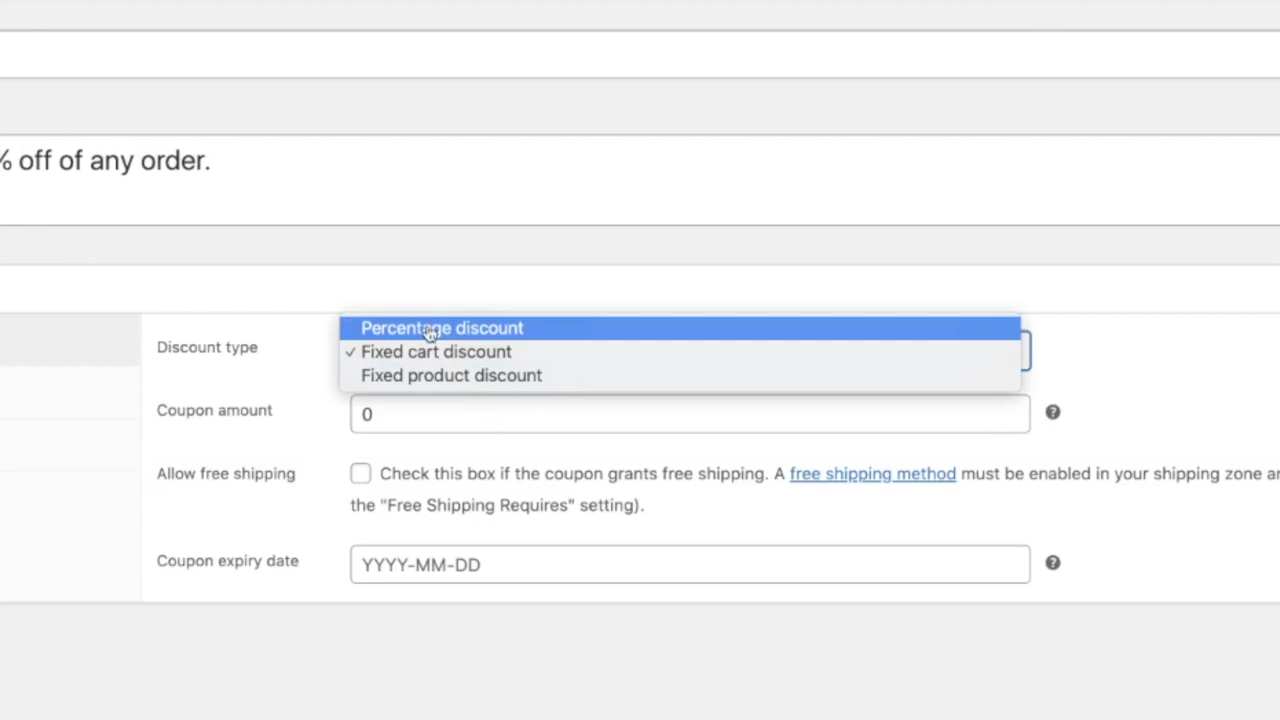 % off of any order.
Percentage discount
Discount type
✓ Fixed cart discount
Fixed product discount
Coupon amount
0
Allow free shipping
Check this box if the coupon grants free shipping. A free shipping method must be enabled in your shipping zone
the "Free Shipping Requires" setting).
Coupon expiry date
YYYY-MM-DD